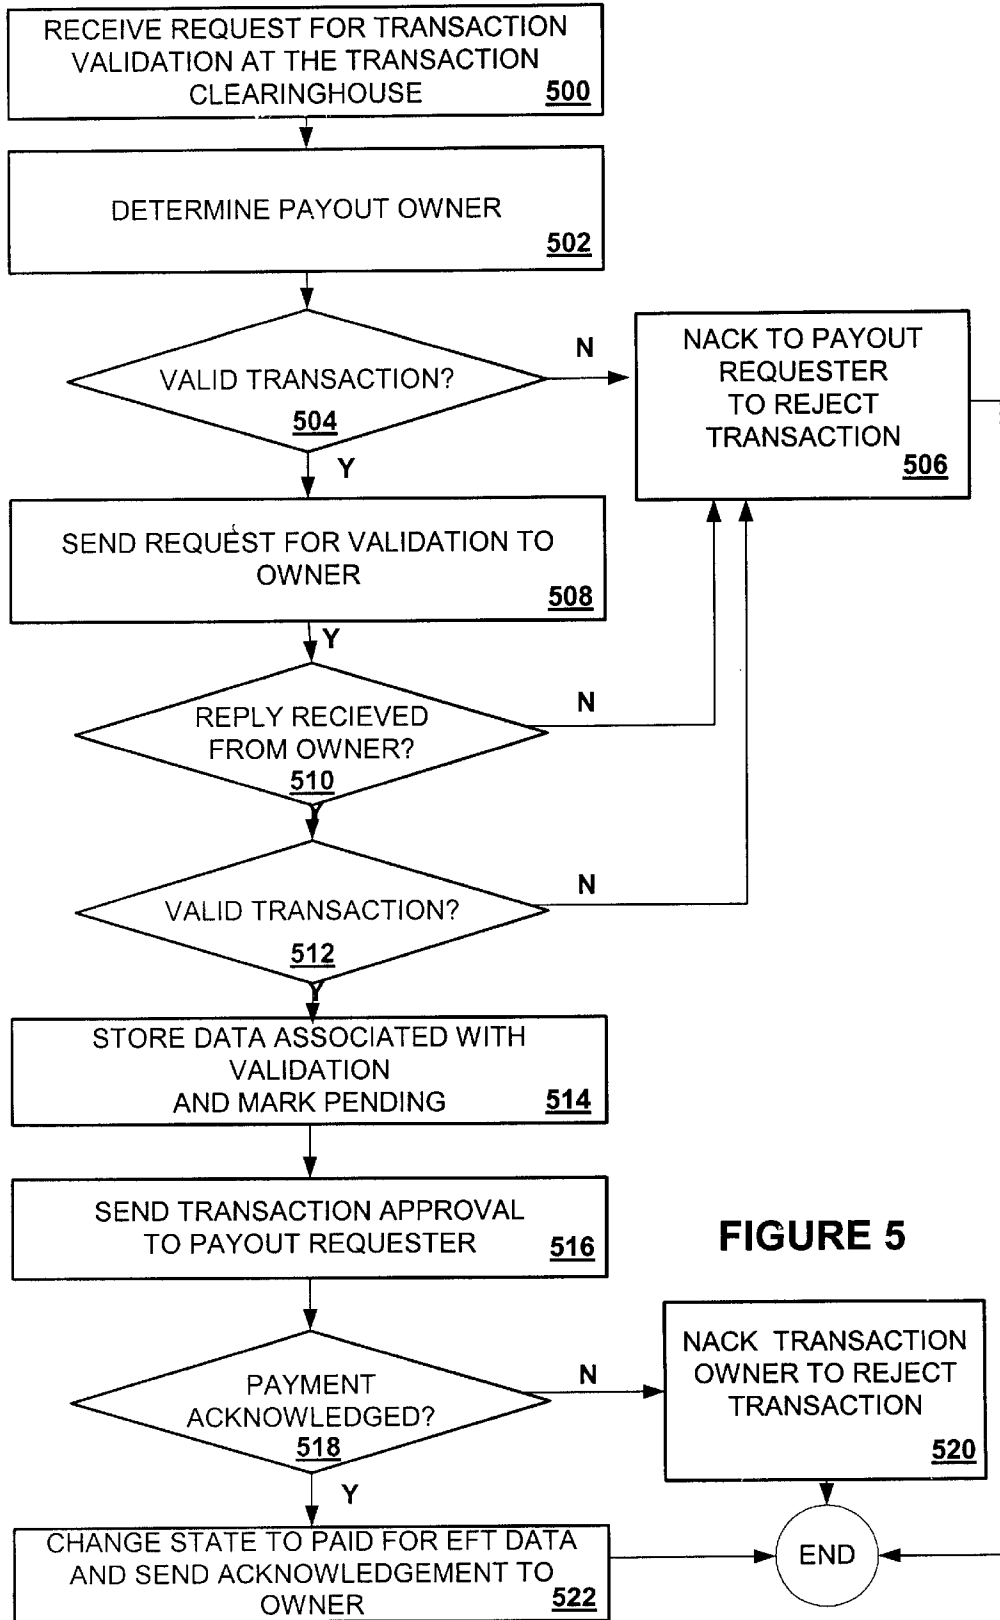 RECEIVE REQUEST FOR TRANSACTION
VALIDATION AT THE TRANSACTION
CLEARINGHOUSE
500
DETERMINE PAYOUT OWNER
502
VALID TRANSACTION?
504
N
Y
NACK TO PAYOUT
REQUESTER
TO REJECT
TRANSACTION
506
SEND REQUEST FOR VALIDATION TO
OWNER
508
Y
REPLY RECIEVED
FROM OWNER?
510
N
Y
VALID TRANSACTION?
512
N
Y
STORE DATA ASSOCIATED WITH
VALIDATION
AND MARK PENDING
514
SEND TRANSACTION APPROVAL
TO PAYOUT REQUESTER
516
FIGURE 5
PAYMENT
ACKNOWLEDGED?
518
N
Y
NACK TRANSACTION
OWNER TO REJECT
TRANSACTION
520
CHANGE STATE TO PAID FOR EFT DATA
AND SEND ACKNOWLEDGEMENT TO
OWNER
522
END